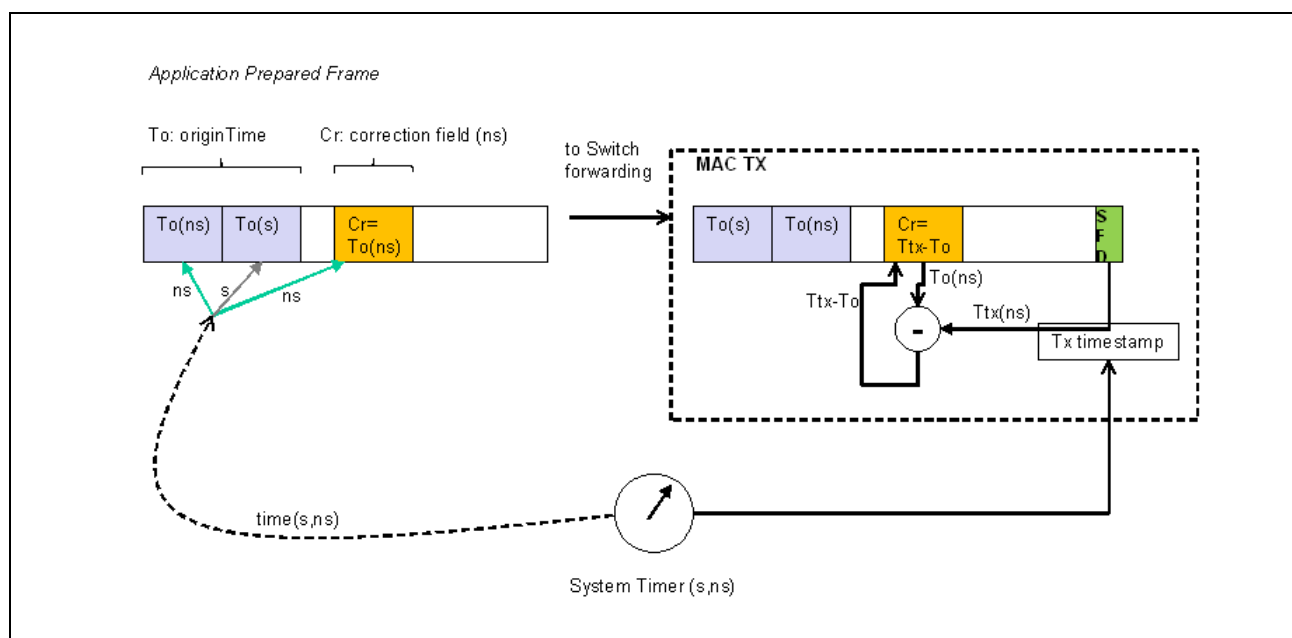 Application Prepared Frame
To: originTime
Cr: correction field (ns)
to Switch
forwarding
MAC TX
To(ns)
To(s)
Cr=
To(ns)
To(s)
To(ns)
Cr=
Ttx-To
S
F
D
ns
s
ns
Ttx-To
To(ns)
Ttx(ns)
-
Tx timestamp
time(s,ns)
System Timer (s,ns)